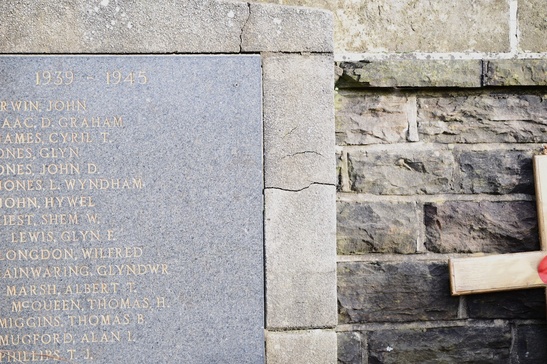 1939 - 1945
RWIN, JOHN
AAC, D. GRAHAM
AMES, CYRIL T.
ONES, GLYN
ONES, JOHN D.
JONES, L. WYNDHAM
JOHN, HYWEL
IEST, SHEM W.
LEWIS, GLYN E.
LONGDON, WILFRED
AINWARING, GLYNDWR
MARSH, ALBERT T.
McQUEEN, THOMAS H.
MIGGINS, THOMAS B.
MUGFORD, ALAN L.
PHILLIPS, T. J.